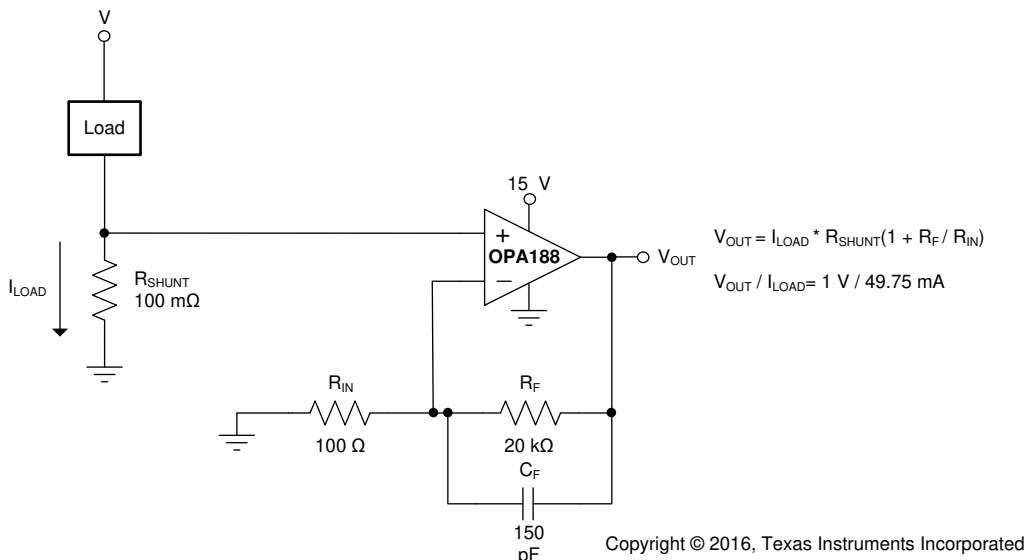 V
Load
15 V
+
OPA188
−
V_OUT
V_OUT = I_LOAD * R_SHUNT(1 + R_F / R_IN)
V_OUT / I_LOAD= 1 V / 49.75 mA
I_LOAD
R_SHUNT
100 mΩ
R_IN
100 Ω
R_F
20 kΩ
C_F
150
pF
Copyright © 2016, Texas Instruments Incorporated